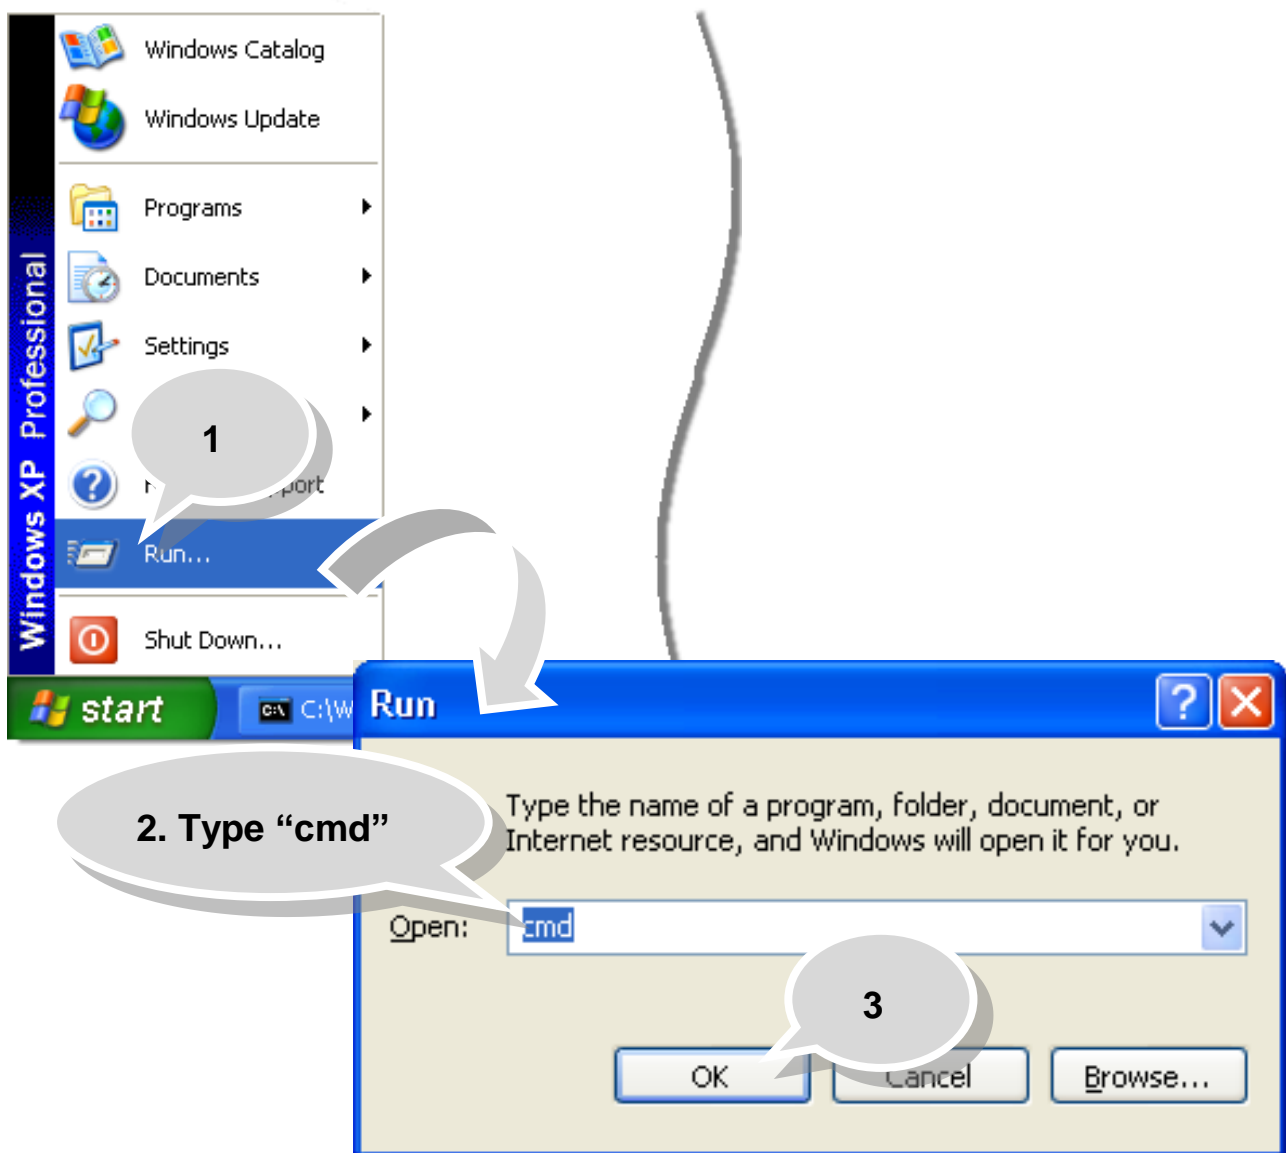 Windows Catalog
Windows Update
Programs
Documents
Settings
1
Run...
Shut Down...
Windows XP Professional
start
C:\
C:\W
Run
Type the name of a program, folder, document, or
Internet resource, and Windows will open it for you.
2. Type “cmd”
Open:
cmd
3
OK
Cancel
Browse...